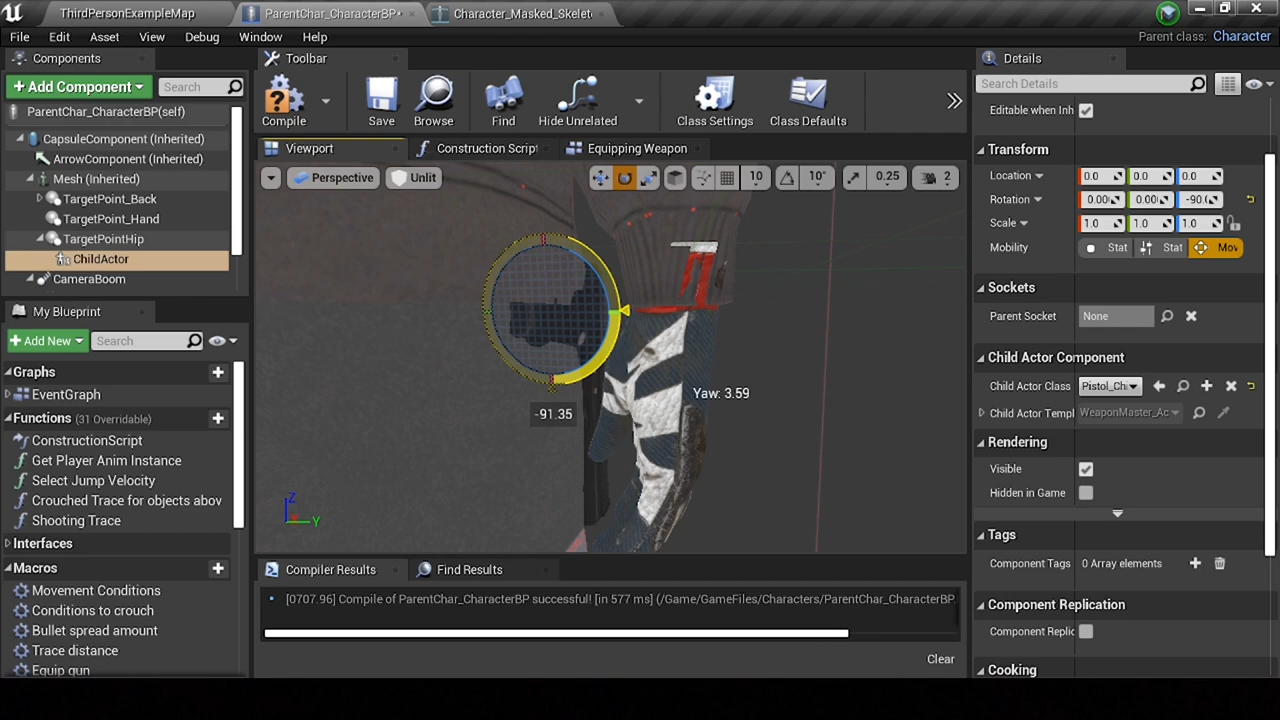 ThirdPersonExampleMap
ParentChar_CharacterBP*
Character_Masked_Skelet
File Edit Asset View Debug Window Help
Parent class: Character
Components
+ Add Component
Search
ParentChar_CharacterBP(self)
CapsuleComponent (Inherited)
ArrowComponent (Inherited)
Mesh (Inherited)
TargetPoint_Back
TargetPoint_Hand
TargetPointHip
ChildActor
CameraBoom
My Blueprint
+ Add New
Search
Graphs
EventGraph
Functions (31 Overridable)
ConstructionScript
Get Player Anim Instance
Select Jump Velocity
Crouched Trace for objects abov
Shooting Trace
Interfaces
Macros
Movement Conditions
Conditions to crouch
Bullet spread amount
Trace distance
Equip gun
Toolbar
Compile
Save
Browse
Find
Hide Unrelated
Class Settings
Class Defaults
Viewport
Construction Scrip
Equipping Weapon
Perspective
Unlit
10
10°
0.25
2
Yaw: 3.59
-91.35
Z
Y
Compiler Results
Find Results
[0707.96] Compile of ParentChar_CharacterBP successful! [in 577 ms] (/Game/GameFiles/Characters/ParentChar_CharacterBP.
Clear
Details
Search Details
Editable when Inh
Transform
Location 0.0 0.0 0.0
Rotation 0.00 0.00 -90.0
Scale 1.0 1.0 1.0
Mobility Stat Stat Mov
Sockets
Parent Socket None
Child Actor Component
Child Actor Class Pistol_Ch
Child Actor Templ WeaponMaster_Ac
Rendering
Visible
Hidden in Game
Tags
Component Tags 0 Array elements
Component Replication
Component Replic
Cooking